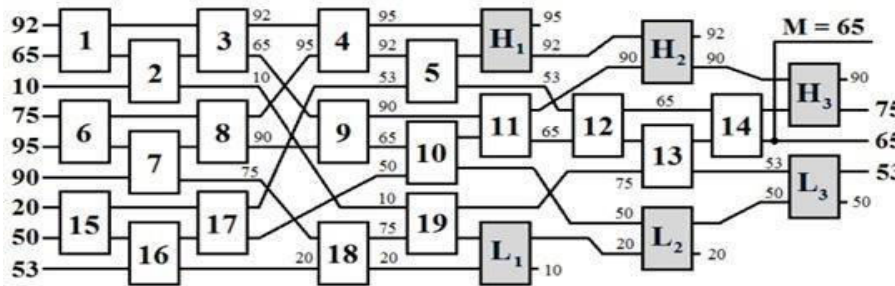 92 92 95 95
1 3 4 H₁ M = 65
65 65 95 92 92 H₂ 92
2 5 90 90 90
10 10 53 53 H₃
75 90 65 75
6 8 9 11 12 14
95 90 65 65 65
7 10 13
90 75 50 75 53 53
20 10 50 L₃
15 17 19 50
50 75 L₂
16 18 L₁ 20 20
53 20 20 10